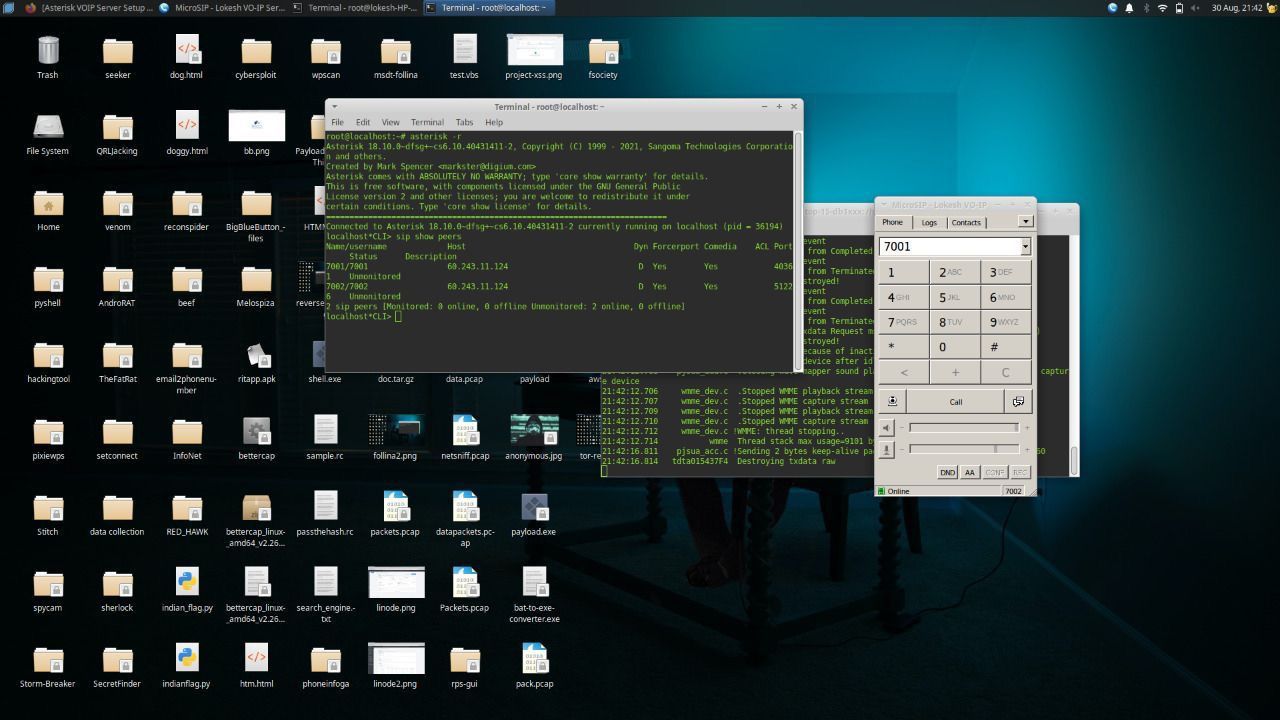 [Asterisk VOIP Server Setup ...
MicroSIP - Lokesh VO-IP Ser...
Terminal - root@lokesh-HP-...
Terminal - root@localhost: ~
30 Aug, 21:42
Trash
seeker
dog.html
cybersploit
wpscan
msdt-follina
test.vbs
project-xss.png
fsociety
File System
QRLJacking
doggy.html
bb.png
Payload
Home
venom
reconspider
BigBlueButton_-
files
HTM
pyshell
AndroRAT
beef
Melospiza
reverse
hackingtool
TheFatRat
email2phonenu-
mber
ritapp.apk
shell.exe
doc.tar.gz
data.pcap
payload
pixiewps
setconnect
InfoNet
bettercap
sample.rc
follina2.png
netsniff.pcap
anonymous.jpg
tor-re
Stitch
data collection
RED_HAWK
bettercap_linux-
_amd64_v2.26...
passthehash.rc
packets.pcap
datapackets.pc-
ap
payload.exe
spycam
sherlock
indian_flag.py
bettercap_linux-
_amd64_v2.26...
search_engine.-
txt
linode.png
Packets.pcap
bat-to-exe-
converter.exe
Storm-Breaker
SecretFinder
indianflag.py
htm.html
phoneinfoga
linode2.png
rps-gui
pack.pcap
Terminal - root@localhost: ~
File Edit View Terminal Tabs Help
root@localhost:~# asterisk -r
Asterisk 18.10.0~dfsg+~cs6.10.40431411-2, Copyright (C) 1999 - 2021, Sangoma Technologies Corporatio
n and others.
Created by Mark Spencer <markster@digium.com>
Asterisk comes with ABSOLUTELY NO WARRANTY; type 'core show warranty' for details.
This is free software, with components licensed under the GNU General Public
License version 2 and other licenses; you are welcome to redistribute it under
certain conditions. Type 'core show license' for details.
=========================================================================
Connected to Asterisk 18.10.0~dfsg+~cs6.10.40431411-2 currently running on localhost (pid = 36194)
localhost*CLI> sip show peers
Name/username Host Dyn Forcerport Comedia ACL Port
Status Description
7001/7001 60.243.11.124 D Yes Yes 4036
1 Unmonitored
7002/7002 60.243.11.124 D Yes Yes 5122
6 Unmonitored
2 sip peers [Monitored: 0 online, 0 offline Unmonitored: 2 online, 0 offline]
localhost*CLI>
top-15-db1xxx:/
event
from Completed
event
from Terminate
stroyed!
from Completed
event
from Terminate
xdata Request m
stroyed!
ecause of inact
device after id
apper sound pl
captur
e device
21:42:12.706 wmme_dev.c .Stopped WMME playback stream
21:42:12.707 wmme_dev.c .Stopped WMME capture stream
21:42:12.709 wmme_dev.c .Stopped WMME playback stream
21:42:12.710 wmme_dev.c .Stopped WMME capture stream
21:42:12.712 wmme_dev.c !WMME: thread stopping..
21:42:12.714 wmme Thread stack max usage=9101 by
21:42:16.811 pjsua_acc.c !Sending 2 bytes keep-alive pa
60
21:42:16.814 tdta015437F4 Destroying txdata raw
MicroSIP - Lokesh VO-IP
Phone Logs Contacts
7001
1 2 ABC 3 DEF
4 GHI 5 JKL 6 MNO
7 PQRS 8 TUV 9 WXYZ
* 0 #
< + C
Call
DND AA CONF REC
Online 7002